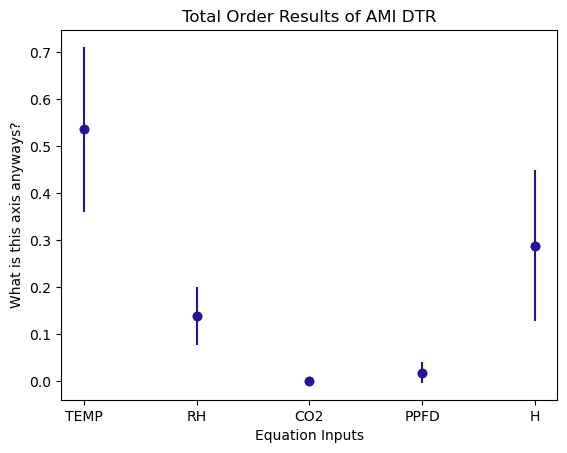 Total Order Results of AMI DTR
What is this axis anyways?
0.7
0.6
0.5
0.4
0.3
0.2
0.1
0.0
TEMP RH CO2 PPFD H
Equation Inputs